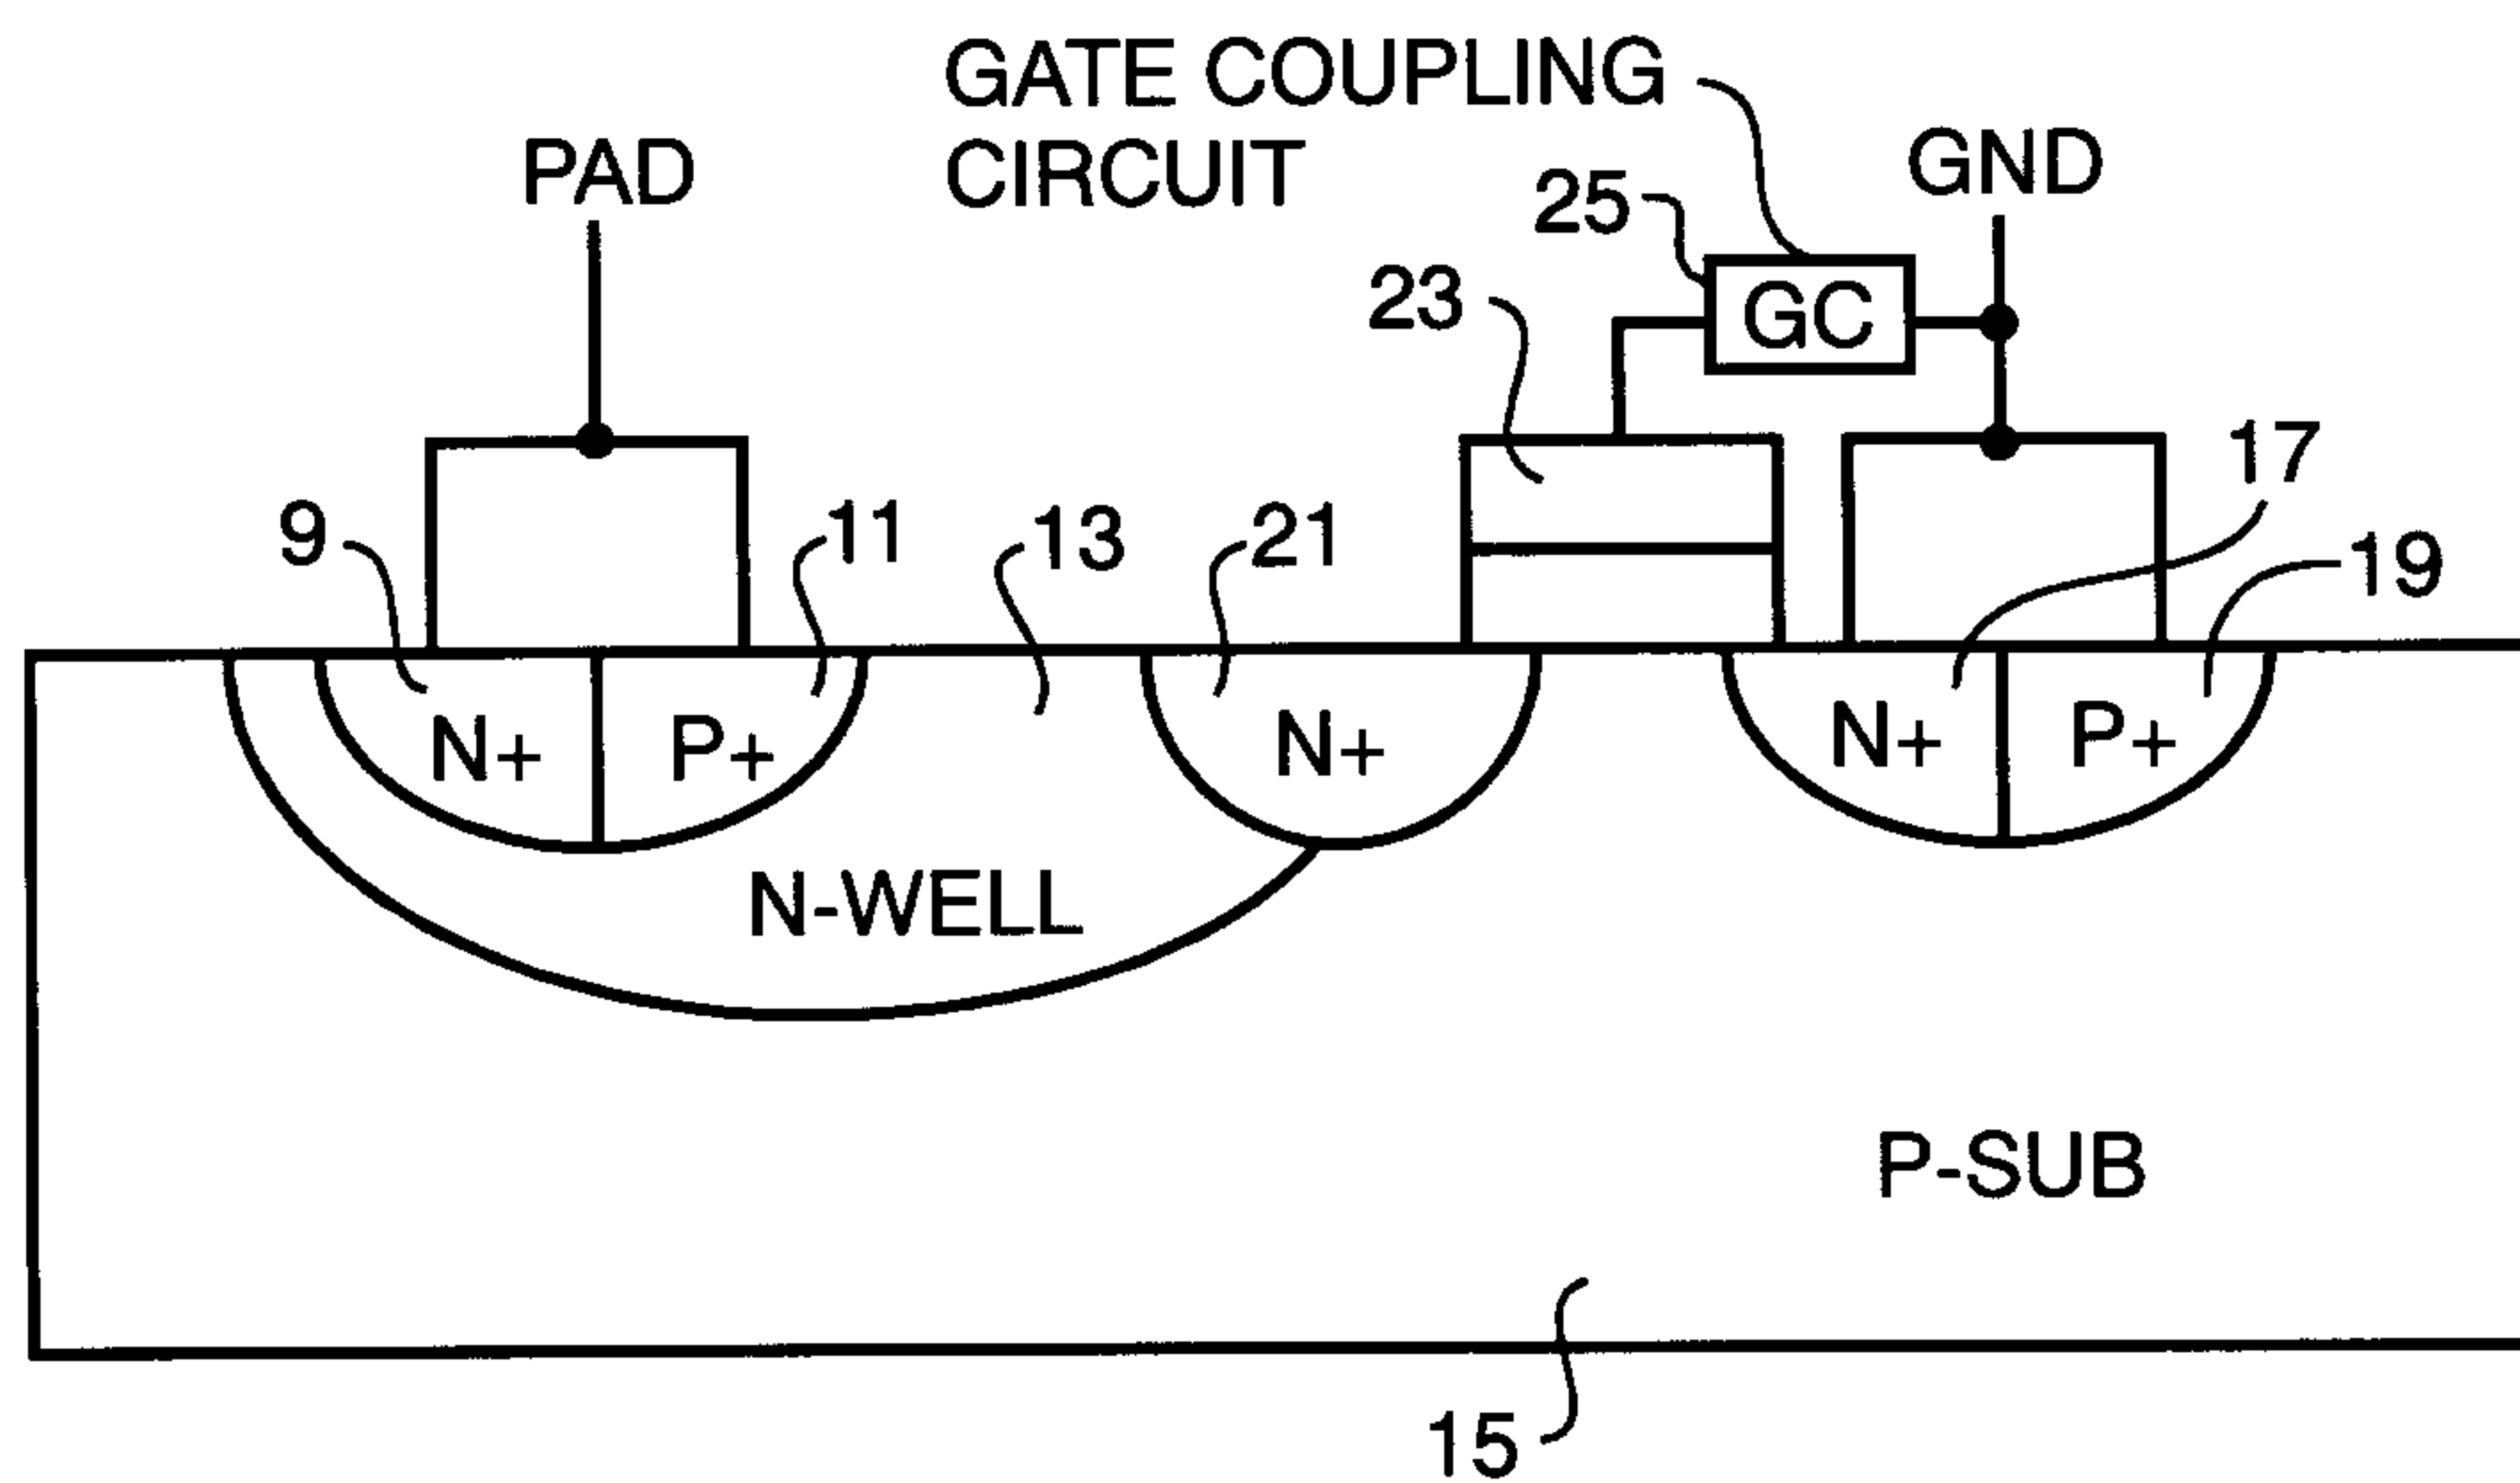 GATE COUPLING
CIRCUIT
PAD
GND
25
23
GC
17
9
11
13
21
19
N+
P+
N+
N+
P+
N-WELL
P-SUB
15